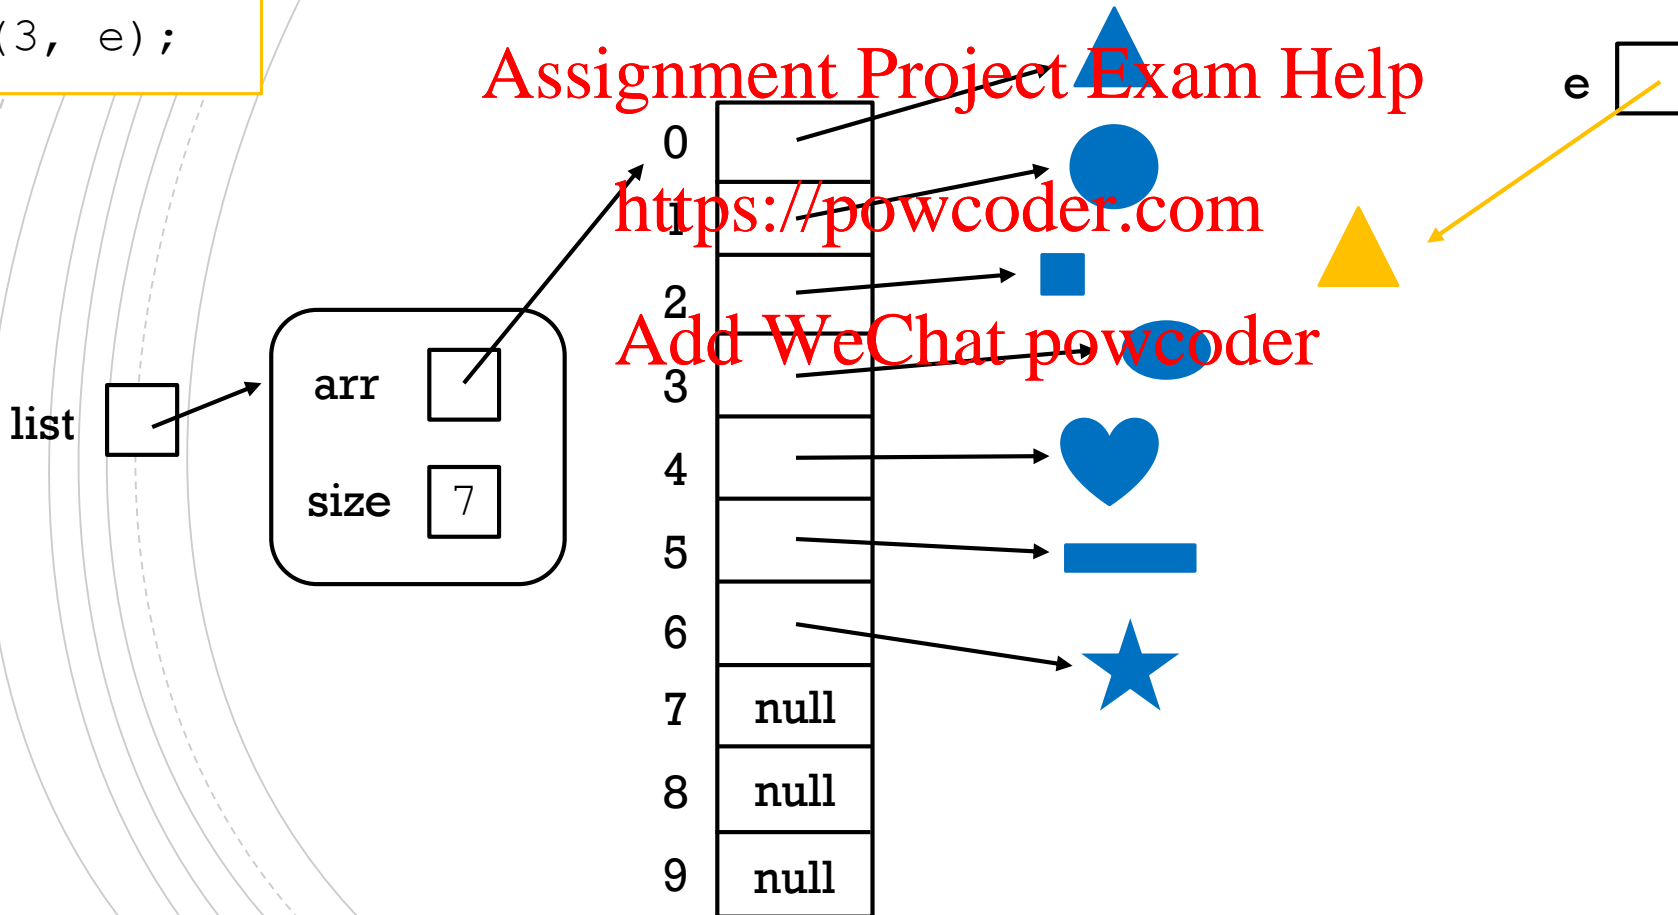 (3, e);
Assignment Project Exam Help
e
0
https://powcoder.com
1
2
Add WeChat powcoder
arr
3
list
4
size 7
5
6
7 null
8 null
9 null